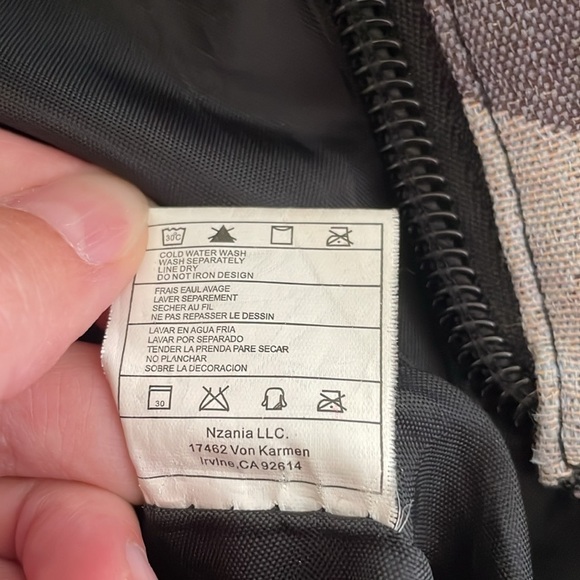 30°C
COLD WATER WASH
WASH SEPARATELY
LINE DRY
DO NOT IRON DESIGN
FRAIS EAULAVAGE
LAVER SEPAREMENT
SECHER AU FIL
NE PAS REPASSER LE DESSIN
LAVAR EN AGUA FRIA
LAVAR POR SEPARADO
TENDER LA PRENDA PARE SECAR
NO PLANCHAR
SOBRE LA DECORACION
30
Nzania LLC.
17462 Von Karmen
Irvine,CA92614